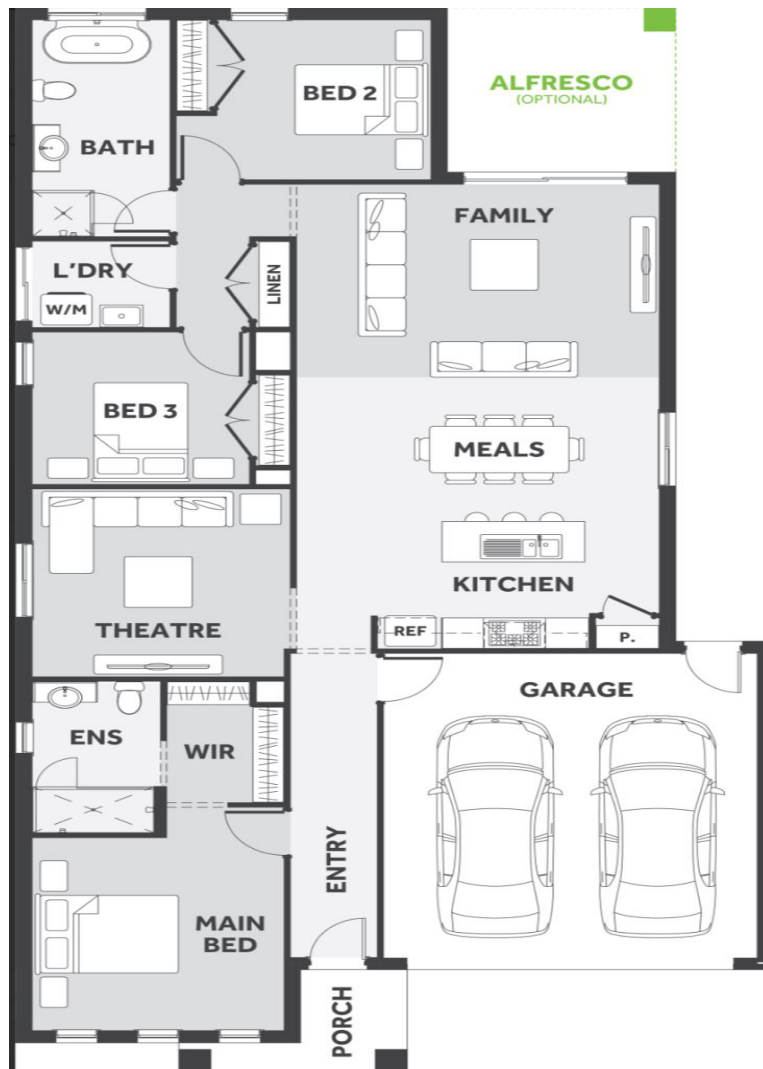 BED 2
ALFRESCO
(OPTIONAL)
BATH
FAMILY
L'DRY
LINEN
W/M
BED 3
MEALS
KITCHEN
THEATRE
REF
P.
GARAGE
ENS
WIR
ENTRY
MAIN
BED
PORCH